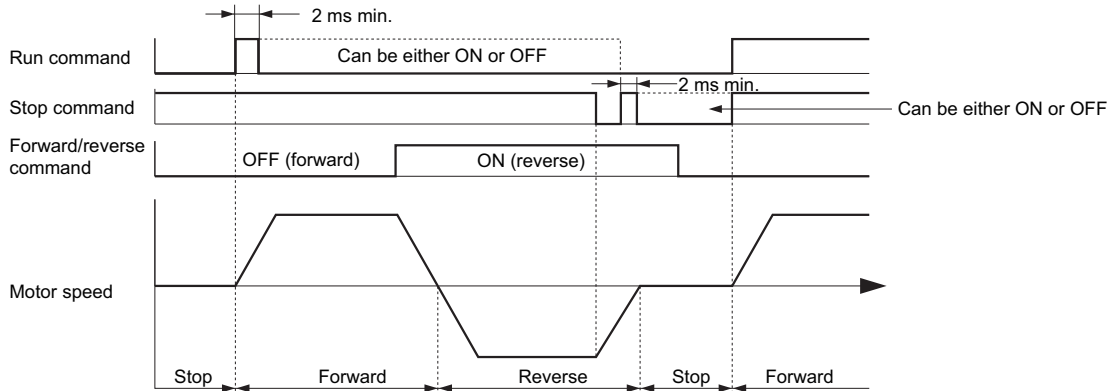 2 ms min.
Run command
Can be either ON or OFF
2 ms min.
Stop command
Can be either ON or OFF
Forward/reverse
command
OFF (forward)
ON (reverse)
Motor speed
Stop
Forward
Reverse
Stop
Forward